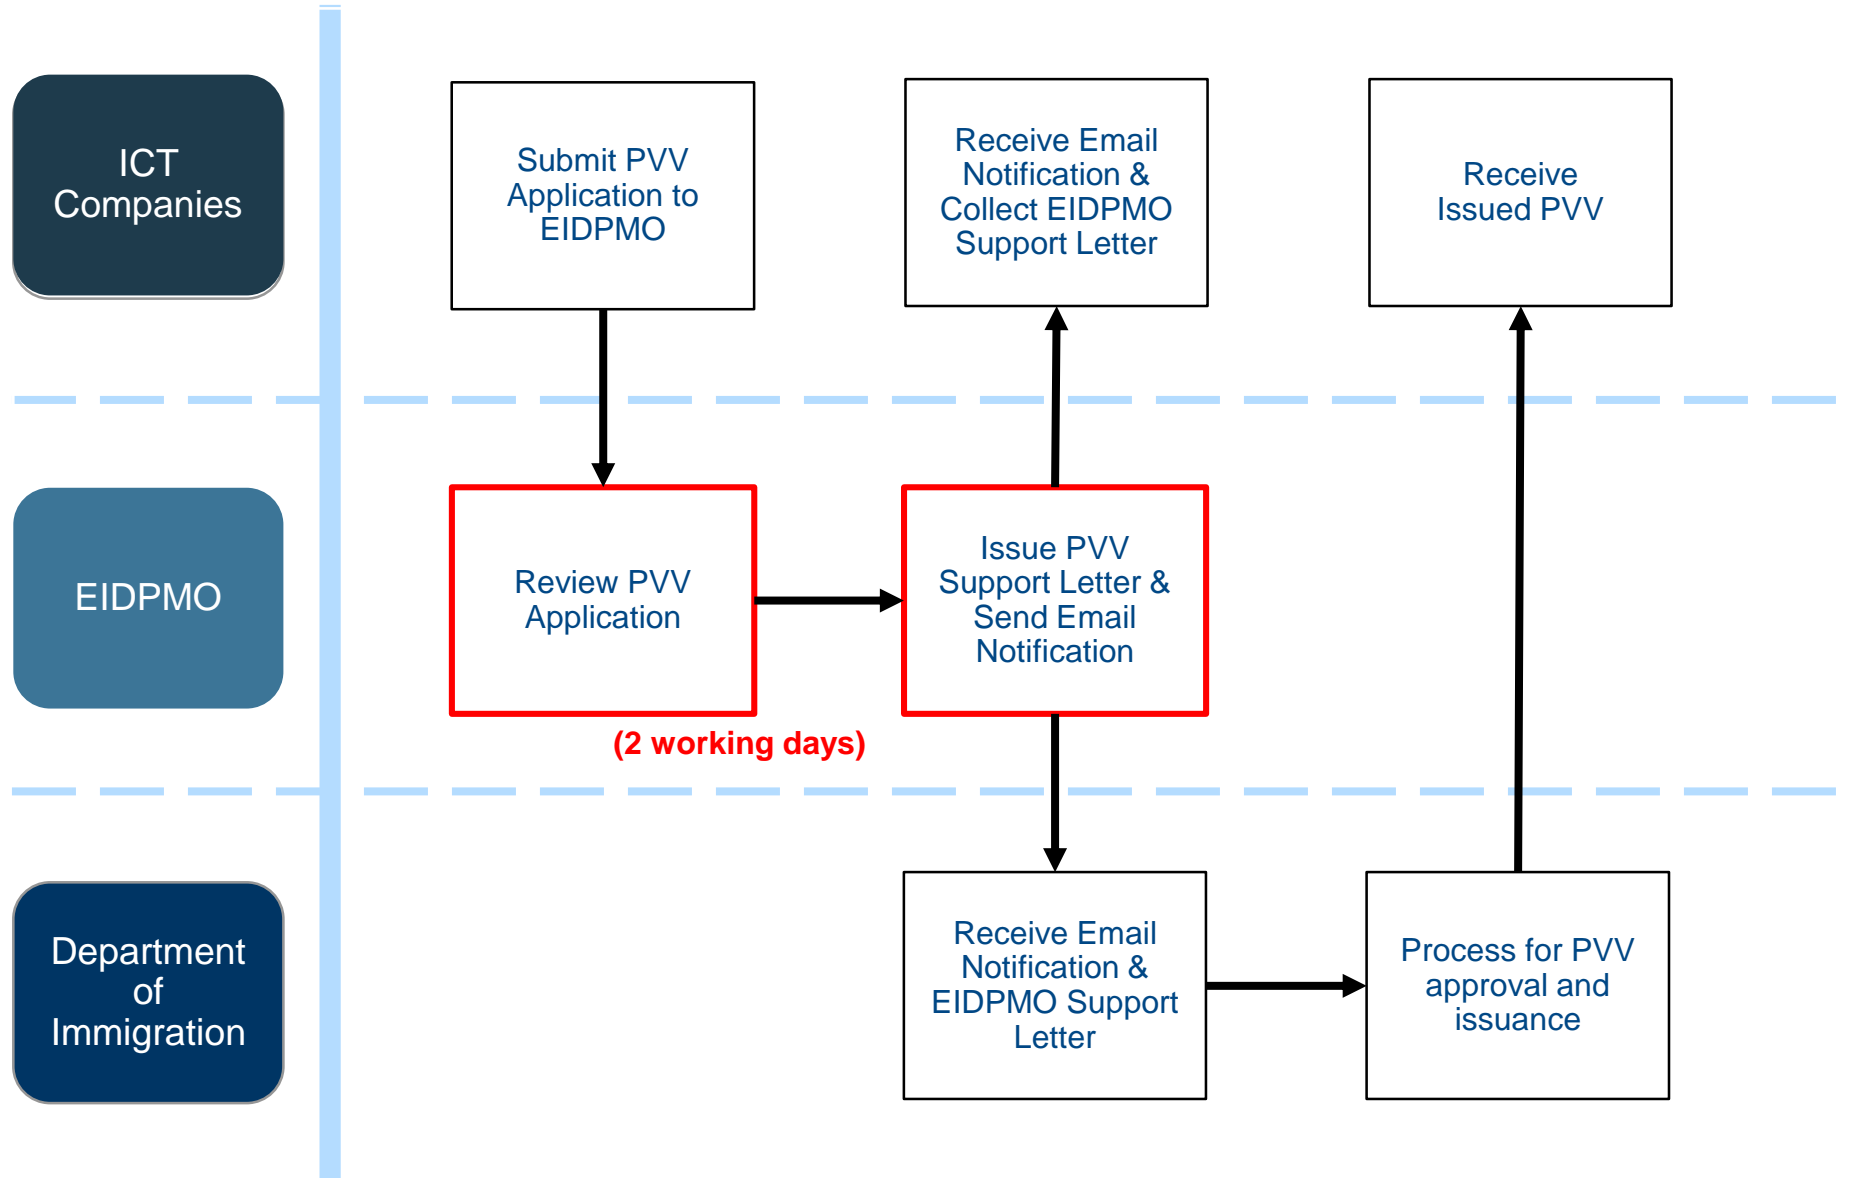 ICT
Companies
Submit PVV
Application to
EIDPMO
Receive Email
Notification &
Collect EIDPMO
Support Letter
Receive
Issued PVV
EIDPMO
Review PVV
Application
Issue PVV
Support Letter &
Send Email
Notification
(2 working days)
Department
of
Immigration
Receive Email
Notification &
EIDPMO Support
Letter
Process for PVV
approval and
issuance